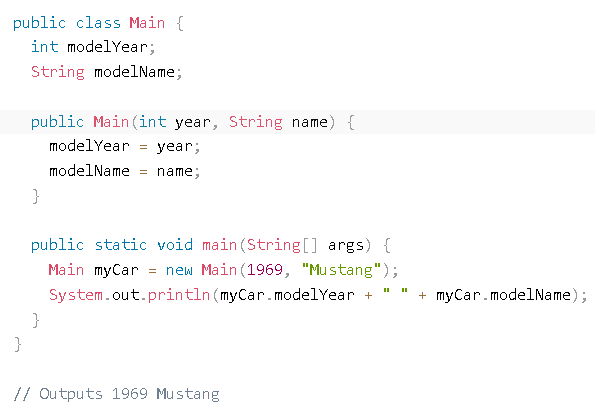 public class Main {
  int modelYear;
  String modelName;

  public Main(int year, String name) {
    modelYear = year;
    modelName = name;
  }

  public static void main(String[] args) {
    Main myCar = new Main(1969, "Mustang");
    System.out.println(myCar.modelYear + " " + myCar.modelName);
  }
}

// Outputs 1969 Mustang